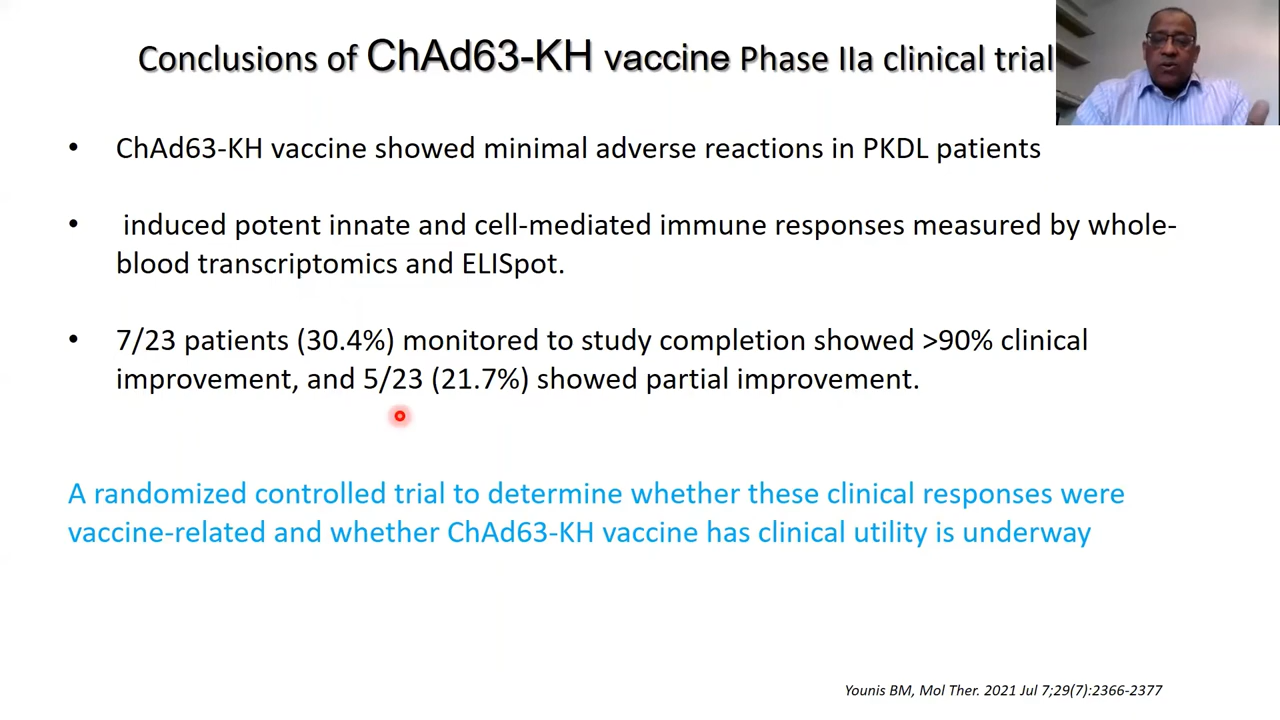 Conclusions of ChAd63-KH vaccine Phase IIa clinical trial
• ChAd63-KH vaccine showed minimal adverse reactions in PKDL patients
• induced potent innate and cell-mediated immune responses measured by whole-
blood transcriptomics and ELISpot.
• 7/23 patients (30.4%) monitored to study completion showed >90% clinical
improvement, and 5/23 (21.7%) showed partial improvement.
A randomized controlled trial to determine whether these clinical responses were
vaccine-related and whether ChAd63-KH vaccine has clinical utility is underway
Younis BM, Mol Ther. 2021 Jul 7;29(7):2366-2377